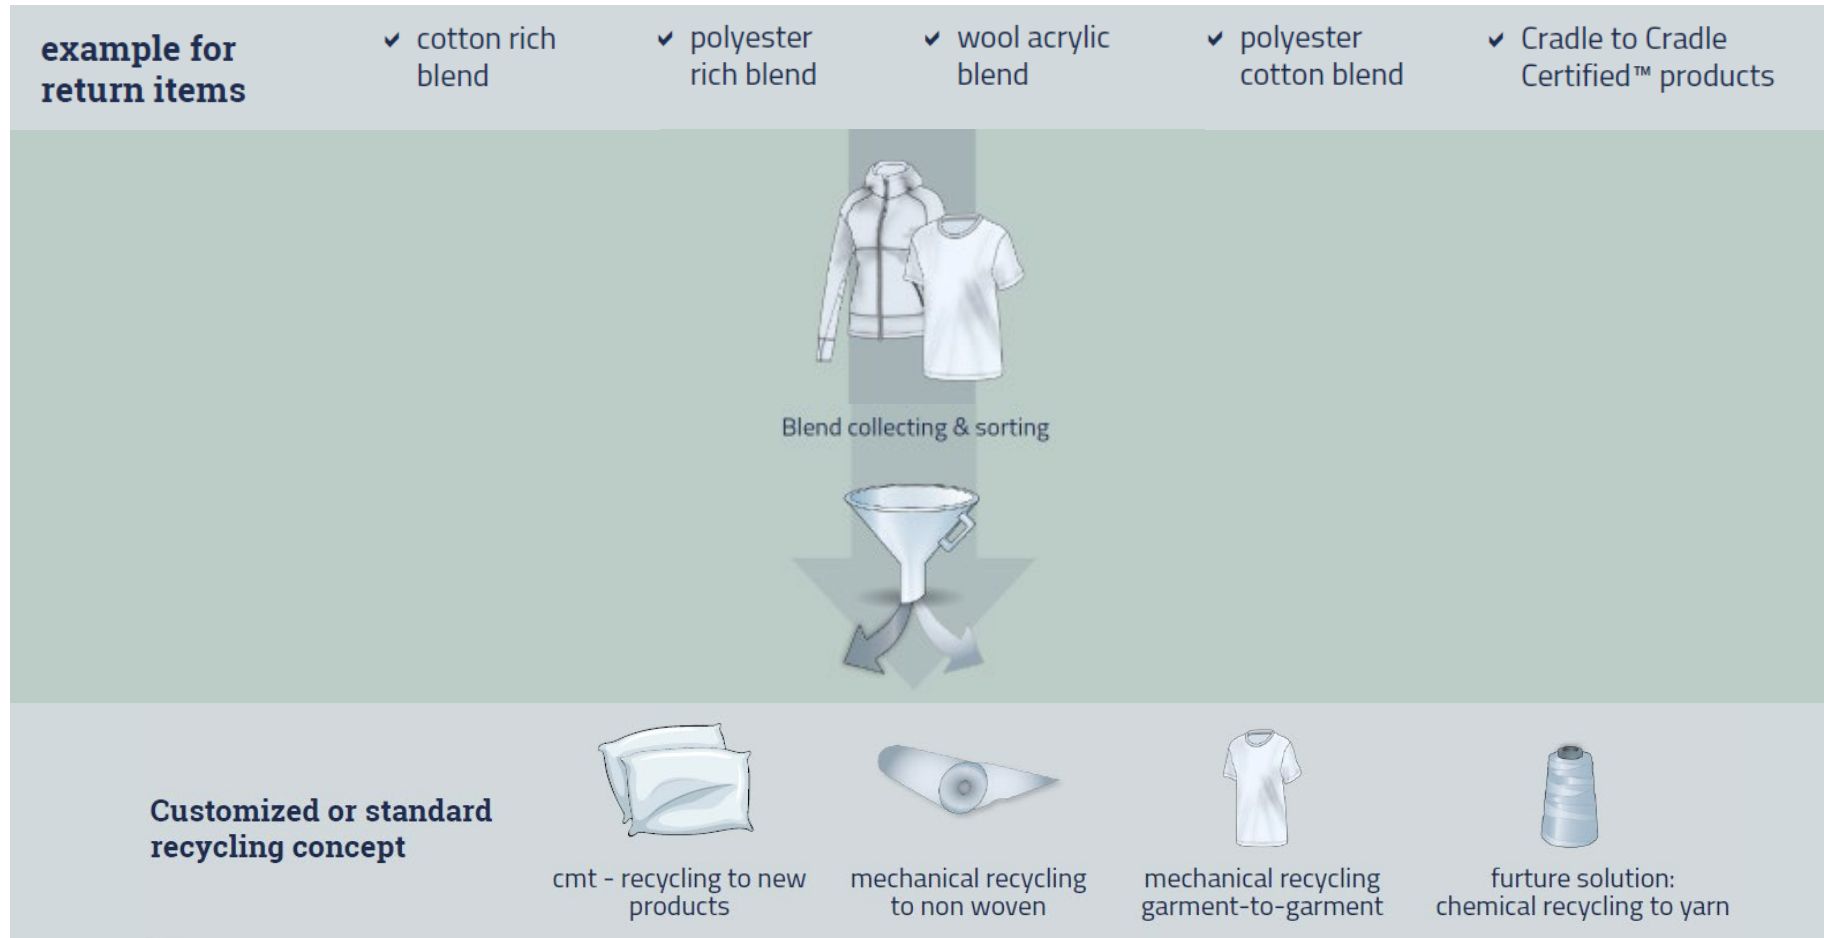 example for
return items
cotton rich
blend
polyester
rich blend
wool acrylic
blend
polyester
cotton blend
Cradle to Cradle
Certified™ products
Blend collecting & sorting
Customized or standard
recycling concept
cmt - recycling to new
products
mechanical recycling
to non woven
mechanical recycling
garment-to-garment
furture solution:
chemical recycling to yarn